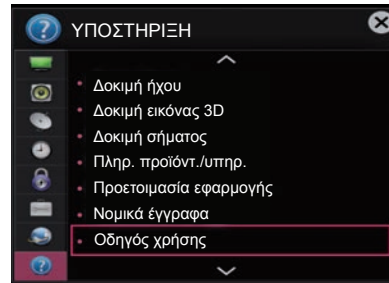 ΥΠΟΣΤΗΡΙΞΗ
Δοκιμή ήχου
Δοκιμή εικόνας 3D
Δοκιμή σήματος
Πληρ. προϊόντ./υπηρ.
Προετοιμασία εφαρμογής
Νομικά έγγραφα
Οδηγός χρήσης